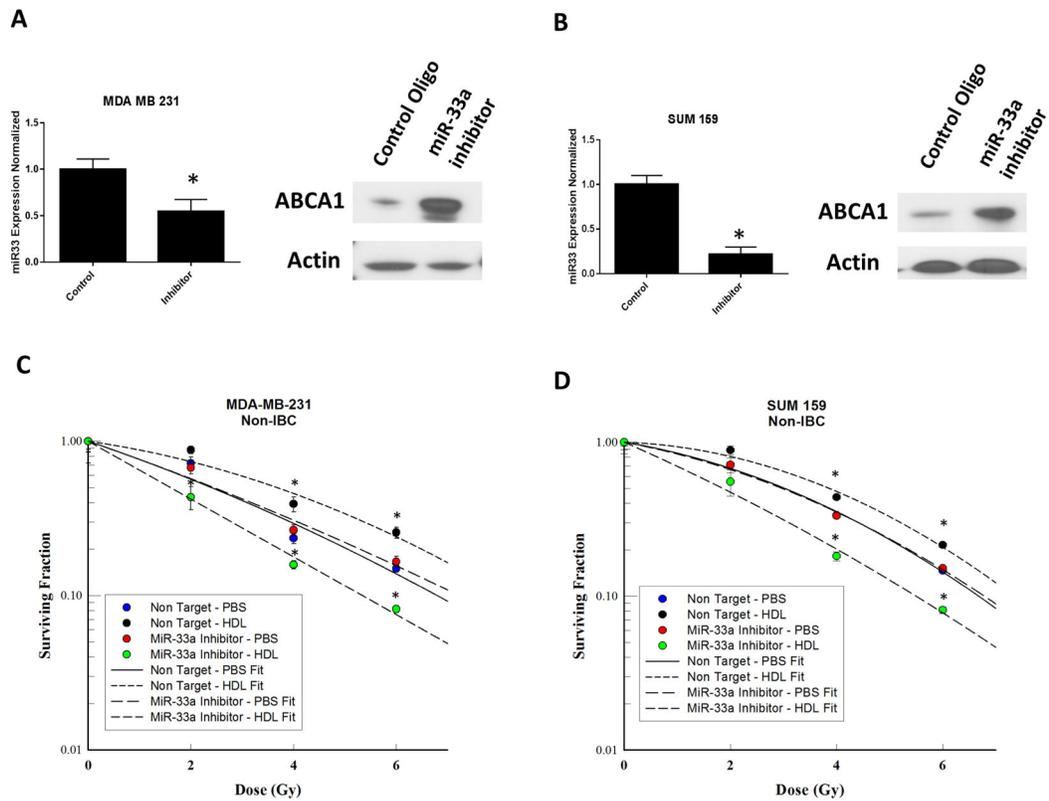 A
MDA MB 231
miR33 Expression Normalized
1.5
1.0
0.5
0.0
Control
Inhibitor
*
Control Oligo
miR-33a
inhibitor
ABCA1
Actin
B
SUM 159
miR33 Expression Normalized
1.5
1.0
0.5
0.0
Control
Inhibitor
*
Control Oligo
miR-33a
inhibitor
ABCA1
Actin
C
MDA-MB-231
Non-IBC
Surviving Fraction
1.00
0.10
0.01
* * *
* * *
Non Target - PBS
Non Target - HDL
MiR-33a Inhibitor - PBS
MiR-33a Inhibitor - HDL
Non Target - PBS Fit
Non Target - HDL Fit
MiR-33a Inhibitor - PBS Fit
MiR-33a Inhibitor - HDL Fit
0 2 4 6
Dose (Gy)
D
SUM 159
Non-IBC
Surviving Fraction
1.00
0.10
0.01
* *
* *
Non Target - PBS
Non Target - HDL
MiR-33a Inhibitor - PBS
MiR-33a Inhibitor - HDL
Non Target - PBS Fit
Non Target - HDL Fit
MiR-33a Inhibitor - PBS Fit
MiR-33a Inhibitor - HDL Fit
0 2 4 6
Dose (Gy)